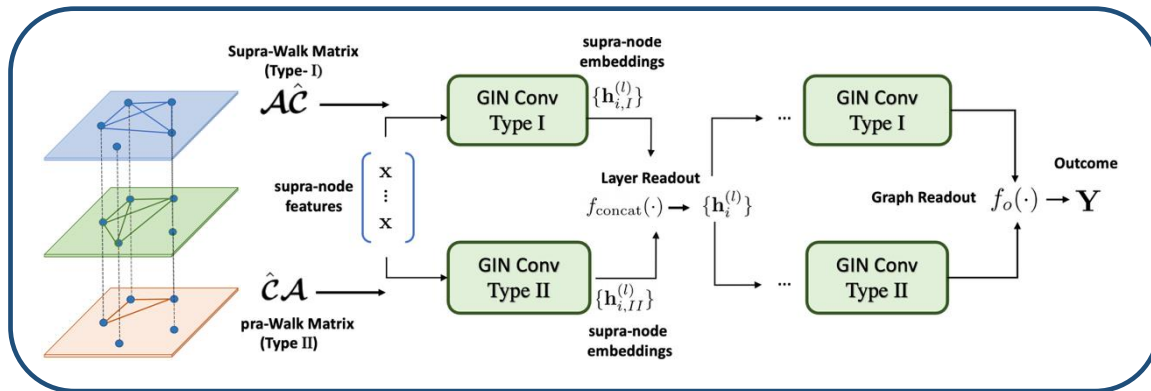 Supra-Walk Matrix
(Type- I)
𝒜𝒞̂
supra-node
features
x
⋮
x
𝒞̂𝒜
pra-Walk Matrix
(Type II)
GIN Conv
Type I
supra-node
embeddings
{h_{i,I}^{(l)}}
GIN Conv
Type II
{h_{i,II}^{(l)}}
supra-node
embeddings
Layer Readout
f_concat(·) → {h_i^{(l)}}
...
GIN Conv
Type I
...
GIN Conv
Type II
Graph Readout
f_o(·) → Y
Outcome